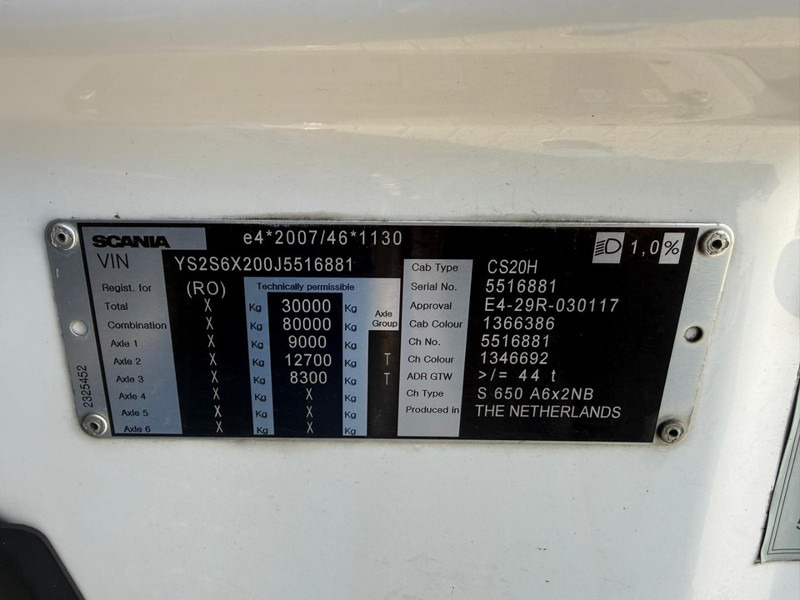 SCANIA e4*2007/46*1130 1,0%
VIN YS2S6X200J5516881
Regist. for (RO) Technically permissible
Total X Kg 30000 Kg
Combination X Kg 80000 Kg Axle Group
Axle 1 X Kg 9000 Kg
Axle 2 X Kg 12700 Kg T
Axle 3 X Kg 8300 Kg T
Axle 4 X Kg X Kg
Axle 5 X Kg X Kg
Axle 6 X Kg X Kg
Cab Type CS20H
Serial No. 5516881
Approval E4-29R-030117
Cab Colour 1366386
Ch No. 5516881
Ch Colour 1346692
ADR GTW >/= 44 t
Ch Type S 650 A6x2NB
Produced in THE NETHERLANDS
2325452